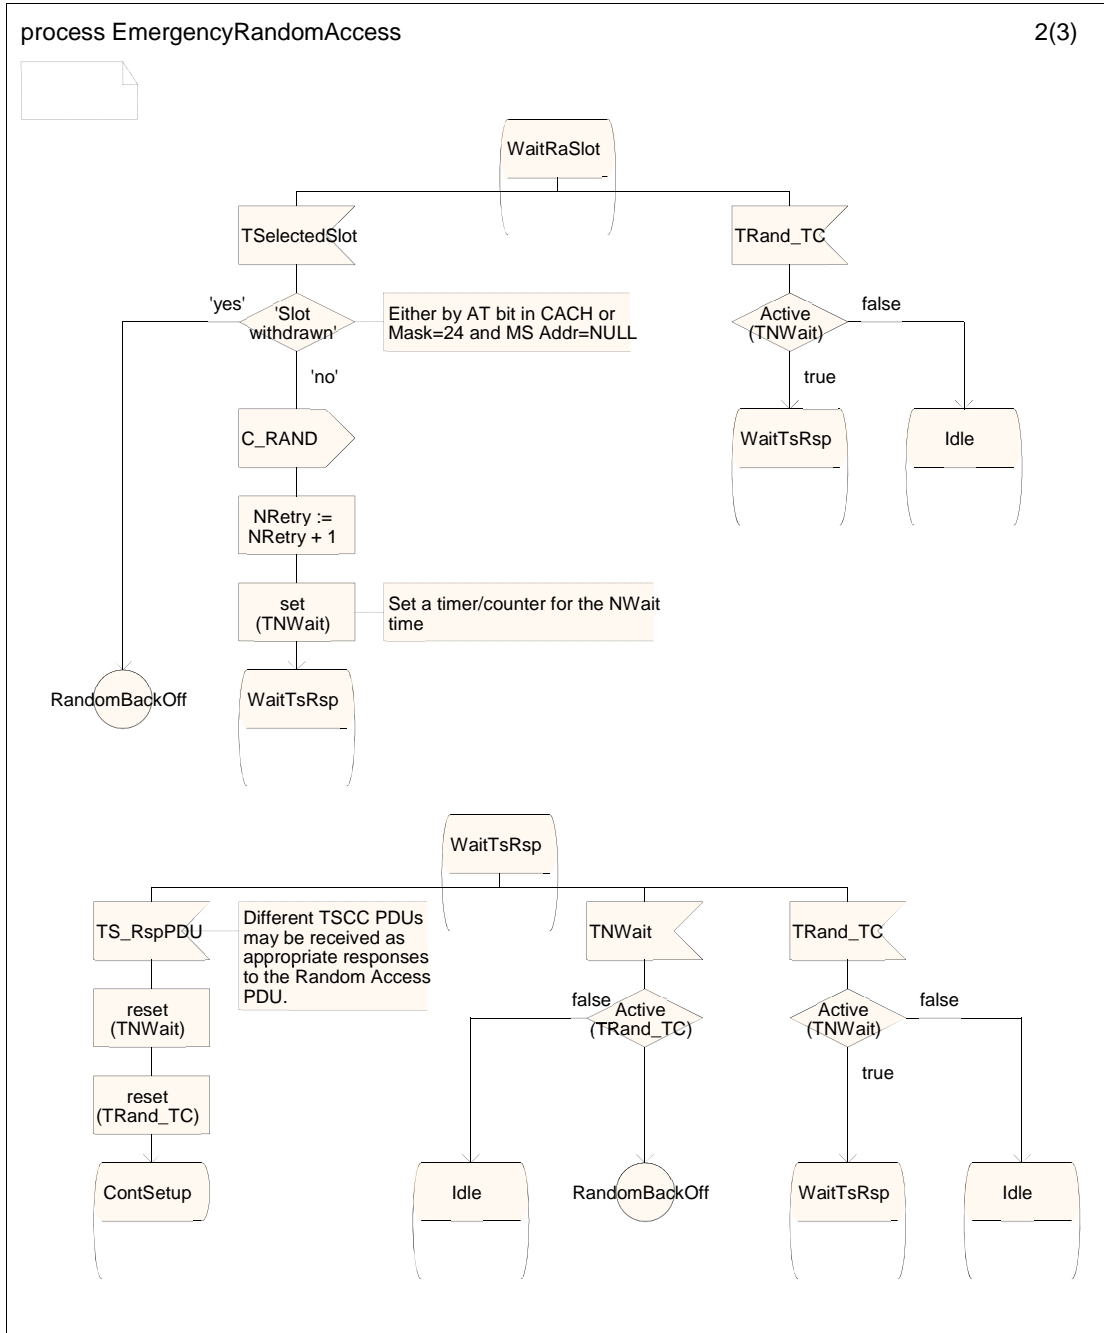 process EmergencyRandomAccess
2(3)
WaitRaSlot
TSelectedSlot
TRand_TC
'yes'
'Slot
withdrawn'
Either by AT bit in CACH or
Mask=24 and MS Addr=NULL
Active
(TNWait)
false
'no'
true
C_RAND
WaitTsRsp
Idle
NRetry :=
NRetry + 1
set
(TNWait)
Set a timer/counter for the NWait
time
RandomBackOff
WaitTsRsp
WaitTsRsp
TS_RspPDU
Different TSCC PDUs
may be received as
appropriate responses
to the Random Access
PDU.
TNWait
TRand_TC
reset
(TNWait)
false
Active
(TRand_TC)
Active
(TNWait)
false
true
reset
(TRand_TC)
ContSetup
Idle
RandomBackOff
WaitTsRsp
Idle